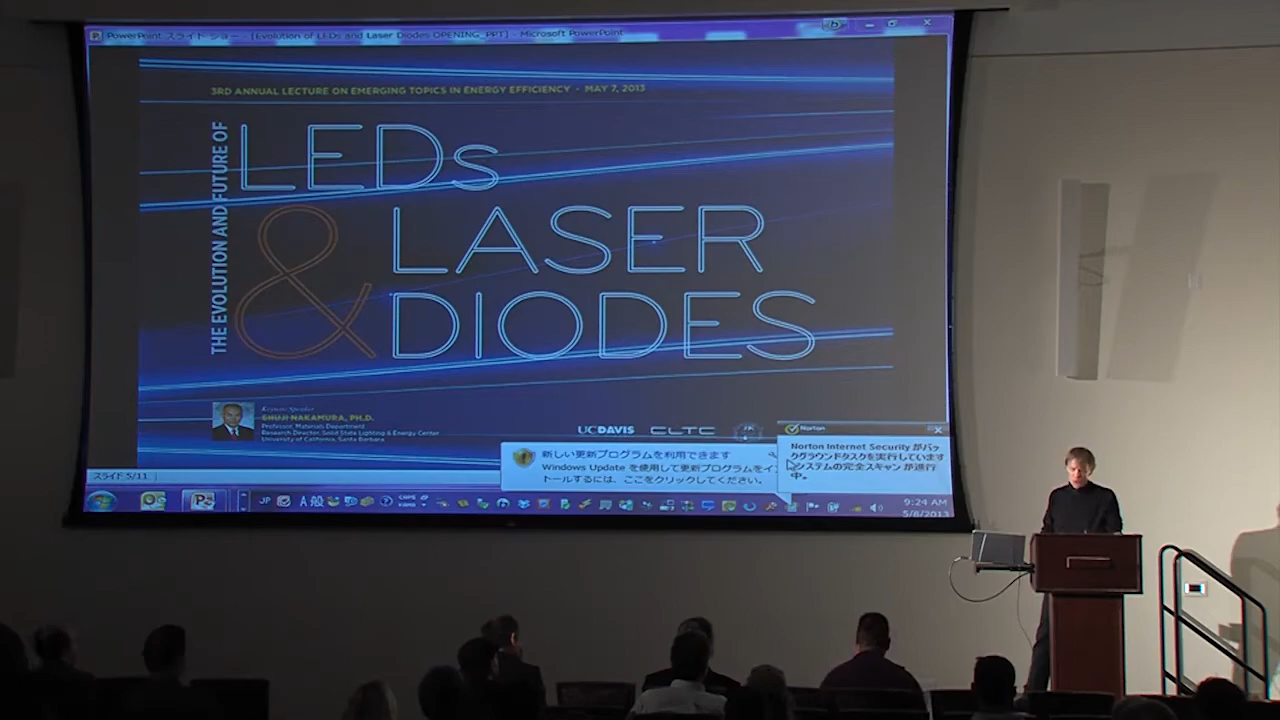 PowerPoint スライド ショー - [Evolution of LEDs and Laser Diodes OPENING_PPT] - Microsoft PowerPoint
3RD ANNUAL LECTURE ON EMERGING TOPICS IN ENERGY EFFICIENCY - MAY 7, 2013
THE EVOLUTION AND FUTURE OF
LEDs
& LASER
DIODES
Keynote Speaker
SHUJI NAKAMURA, PH.D.
Professor, Materials Department
Research Director, Solid State Lighting & Energy Center
University of California, Santa Barbara
UCDAVIS CLTC
Norton
Norton Internet Security がバッ
クグラウンドタスクを実行しています
システムの完全スキャン が進行
中。
新しい更新プログラムを利用できます
Windows Update を使用して更新プログラムをイ
トールするには、ここをクリックしてください。
スライド 5/11
JP A 般 CAPS KANA
9:24 AM
5/8/2013